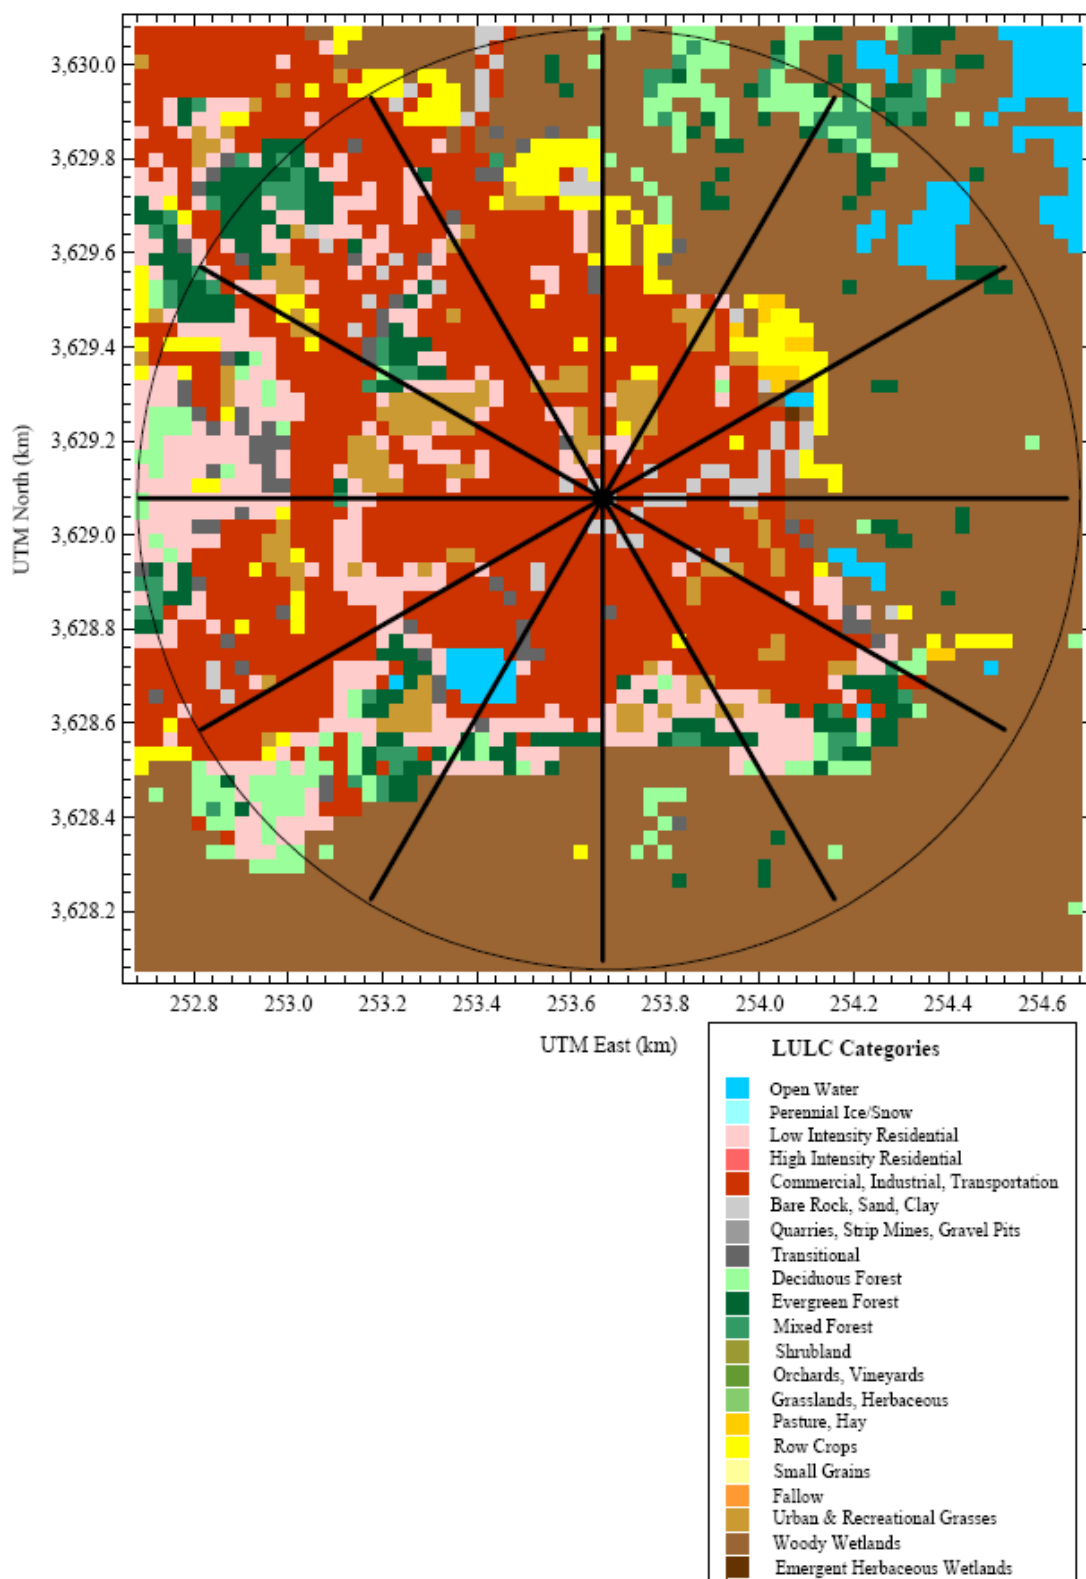 3,630.0
3,629.8
3,629.6
3,629.4
3,629.2
3,629.0
3,628.8
3,628.6
3,628.4
3,628.2
UTM North (km)
252.8 253.0 253.2 253.4 253.6 253.8 254.0 254.2 254.4 254.6
UTM East (km)
LULC Categories
Open Water
Perennial Ice/Snow
Low Intensity Residential
High Intensity Residential
Commercial, Industrial, Transportation
Bare Rock, Sand, Clay
Quarries, Strip Mines, Gravel Pits
Transitional
Deciduous Forest
Evergreen Forest
Mixed Forest
Shrubland
Orchards, Vineyards
Grasslands, Herbaceous
Pasture, Hay
Row Crops
Small Grains
Fallow
Urban & Recreational Grasses
Woody Wetlands
Emergent Herbaceous Wetlands